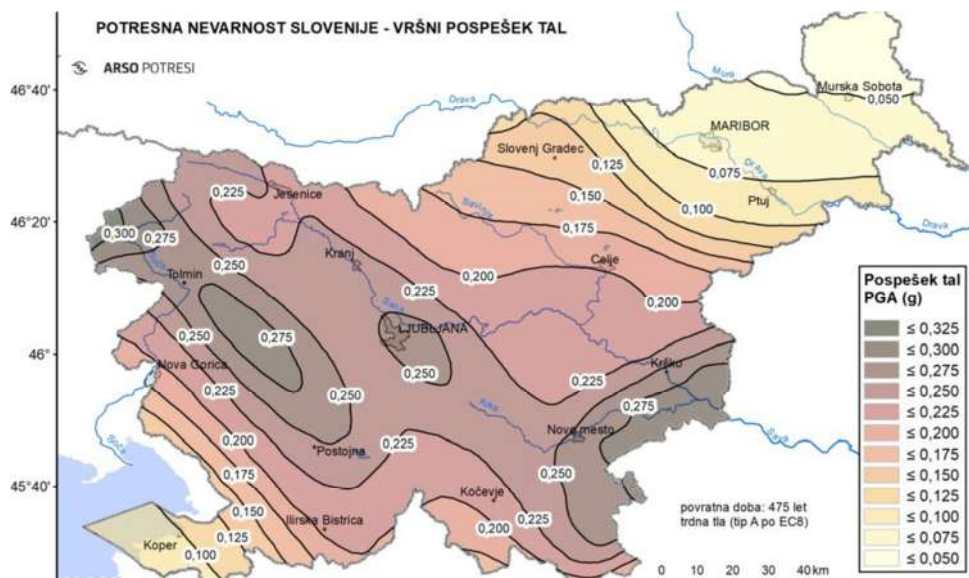 POTRESNA NEVARNOST SLOVENIJE - VRŠNI POSPEŠEK TAL
ARSO POTRESI
46°40'
46°20'
46°
45°40'
Mura
Murska Sobota
0,050
Drava
MARIBOR
Slovenj Gradec
0,125
Drava
0,075
0,150
Ptuj
0,225
Jesenice
0,100
Savinja
0,175
Drava
0,300
0,275
Kranj
Celje
0,250
Tolmin
0,200
0,225
0,200
Sava
LJUBLJANA
0,250
0,275
0,250
Nova Gorica
Krško
0,225
0,225
0,250
0,275
Krka
Novo mesto
Sava
Soča
0,200
0,225
Postojna
0,250
0,175
Kočevje
0,150
Ilirska Bistrica
0,200
0,225
Koper
0,125
0,100
povratna doba: 475 let
trdna tla (tip A po EC8)
0 10 20 40 km
Pospešek tal
PGA (g)
≤ 0,325
≤ 0,300
≤ 0,275
≤ 0,250
≤ 0,225
≤ 0,200
≤ 0,150
≤ 0,125
≤ 0,100
≤ 0,075
≤ 0,050